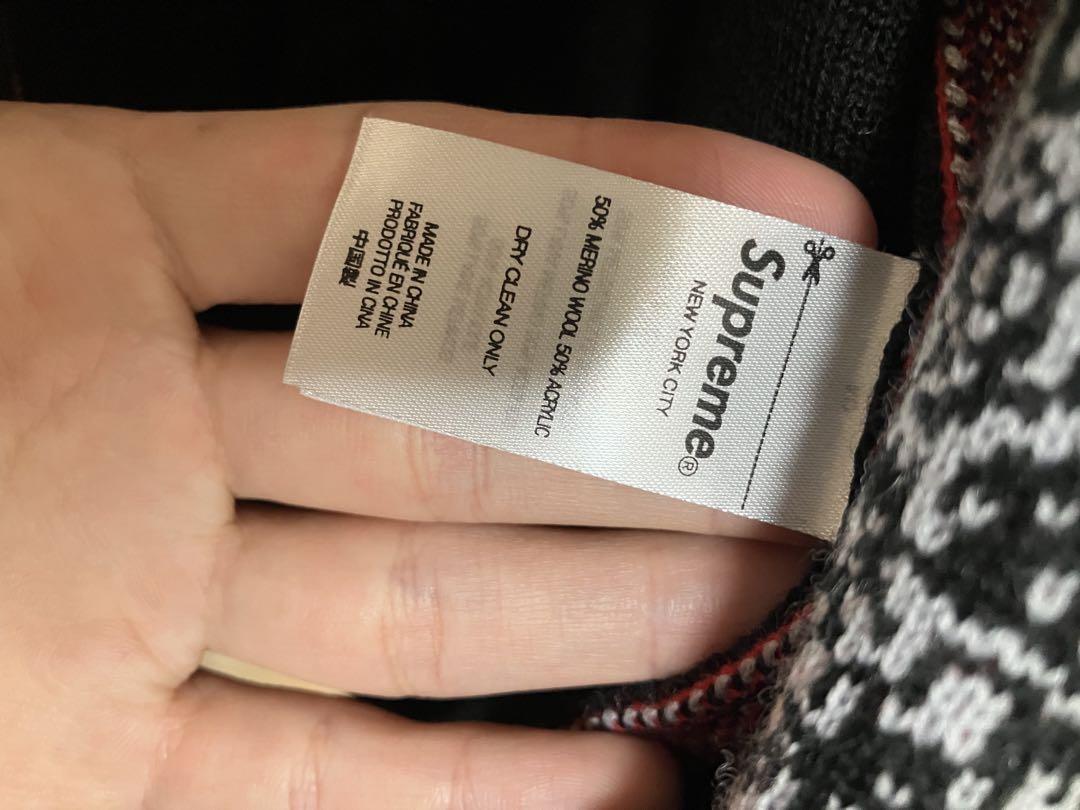 Supreme®
NEW YORK CITY
50% MERINO WOOL 50% ACRYLIC
DRY CLEAN ONLY
MADE IN CHINA
FABRIQUÉ EN CHINE
PRODOTTO IN CINA
中国製